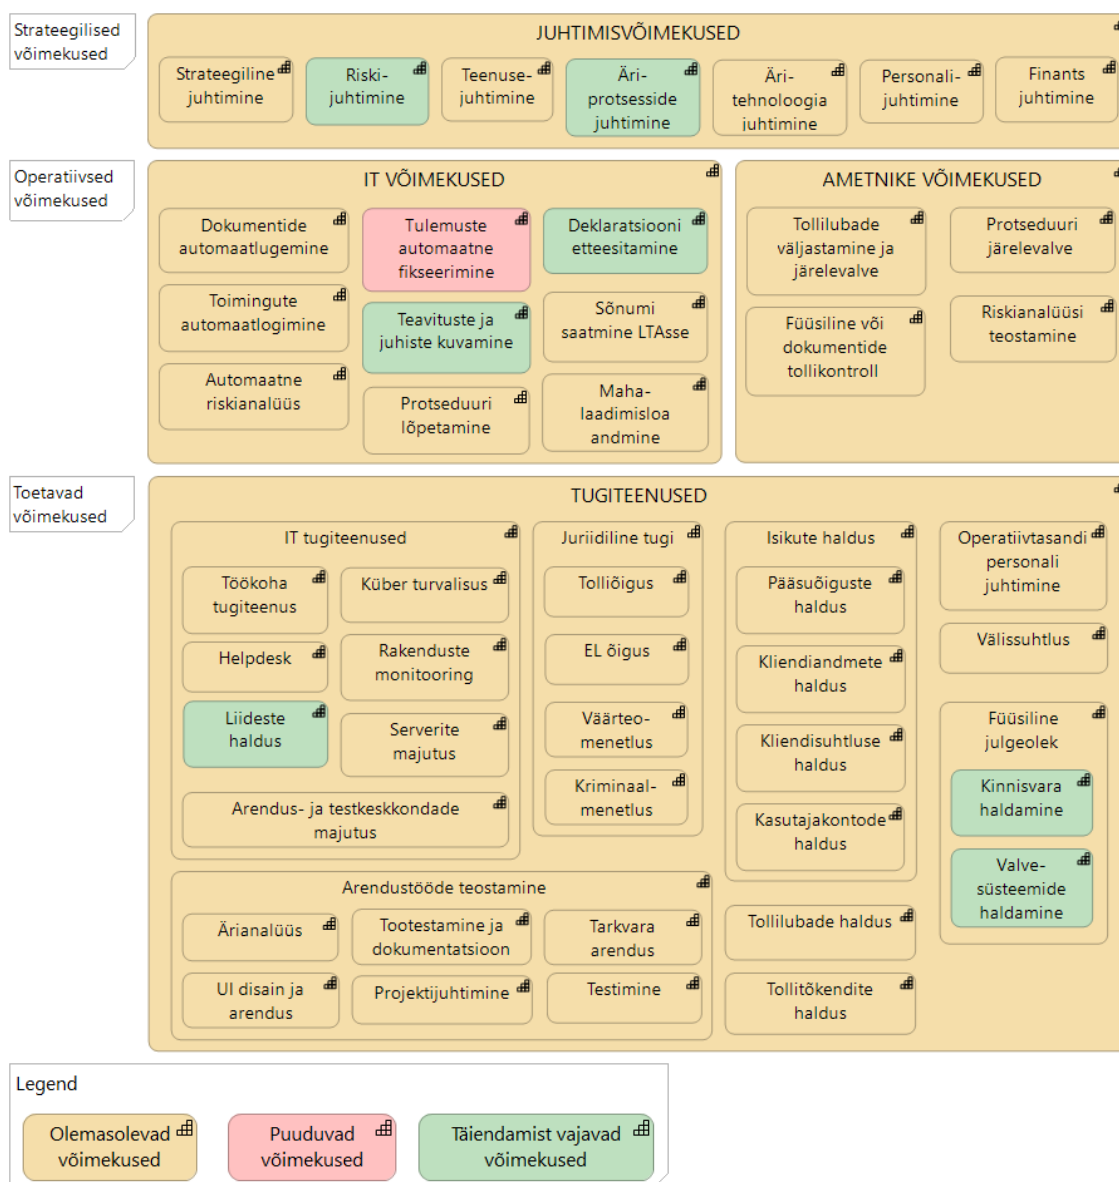 Strateegilised
võimekused
JUHTIMISVÕIMEKUSED
Strateegiline
juhtimine
Riski-
juhtimine
Teenuse-
juhtimine
Äri-
protsesside
juhtimine
Äri-
tehnoloogia
juhtimine
Personali-
juhtimine
Finants
juhtimine
Operatiivsed
võimekused
IT VÕIMEKUSED
Dokumentide
automaatlugemine
Tulemuste
automaatne
fikseerimine
Deklaratsiooni
etteesitamine
Toimingute
automaatlogimine
Teavituste ja
juhiste kuvamine
Sõnumi
saatmine LTAsse
Automaatne
riskianalüüs
Protseduuri
lõpetamine
Maha-
laadimisloa
andmine
AMETNIKE VÕIMEKUSED
Tollilubade
väljastamine ja
järelevalve
Protseduuri
järelevalve
Füüsiline või
dokumentide
tollikontroll
Riskianalüüsi
teostamine
Toetavad
võimekused
TUGITEENUSED
IT tugiteenused
Töökoha
tugiteenus
Küber turvalisus
Helpdesk
Rakenduste
monitooring
Liideste
haldus
Serverite
majutus
Arendus- ja testkeskkondade
majutus
Juriidiline tugi
Tolliõigus
EL õigus
Väärteo-
menetlus
Kriminaal-
menetlus
Isikute haldus
Pääsuõiguste
haldus
Kliendiandmete
haldus
Kliendisuhtluse
haldus
Kasutajakontode
haldus
Operatiivtasandi
personali
juhtimine
Välissuhtlus
Füüsiline
julgeolek
Kinnisvara
haldamine
Valve-
süsteemide
haldamine
Arendustööde teostamine
Ärianalüüs
Tootestamine ja
dokumentatsioon
Tarkvara
arendus
UI disain ja
arendus
Projektijuhtimine
Testimine
Tollilubade haldus
Tollitõkendite
haldus
Legend
Olemasolevad
võimekused
Puuduvad
võimekused
Täiendamist vajavad
võimekused